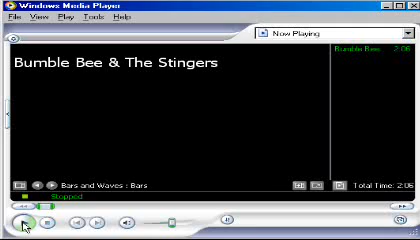 Windows Media Player
File View Play Tools Help
Now Playing
Bumble Bee & The Stingers
Bumble Bee 2:06
Bars and Waves : Bars
Total Time: 2:06
Stopped